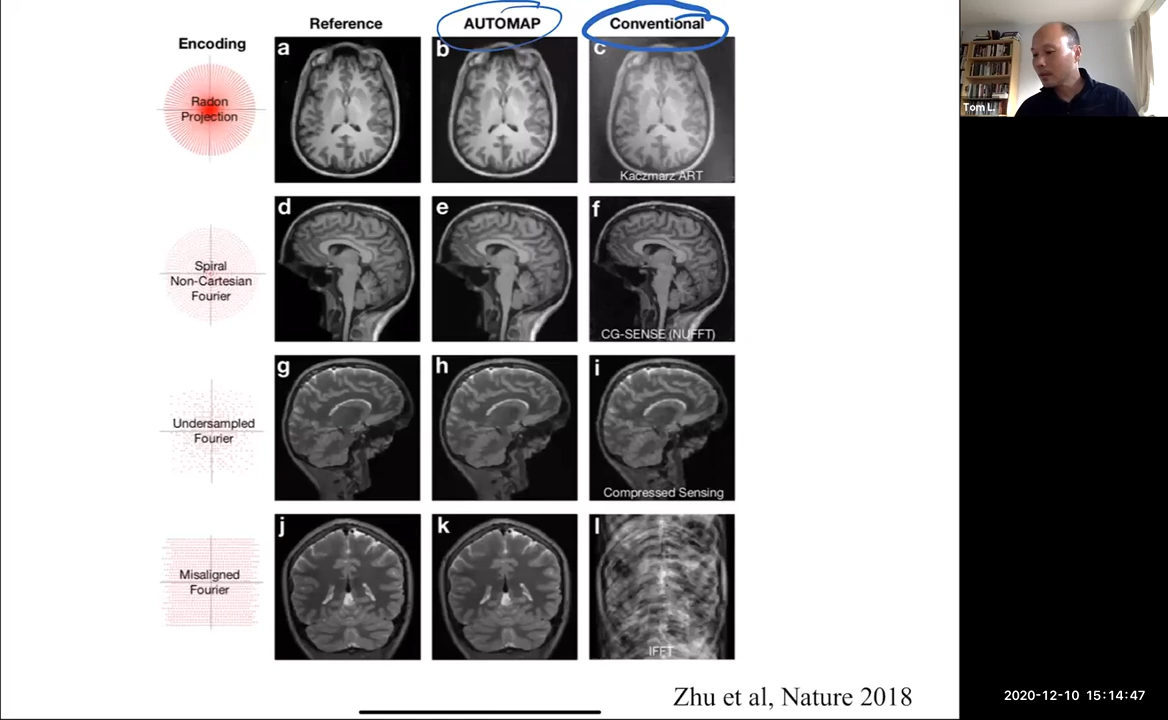 Reference AUTOMAP Conventional
Encoding
a b c
Radon
Projection
Kaczmarz ART
d e f
Spiral
Non-Cartesian
Fourier
CG-SENSE (NUFFT)
g h i
Undersampled
Fourier
Compressed Sensing
j k l
Misaligned
Fourier
IFFT
Zhu et al, Nature 2018
Tom L.
2020-12-10 15:14:47